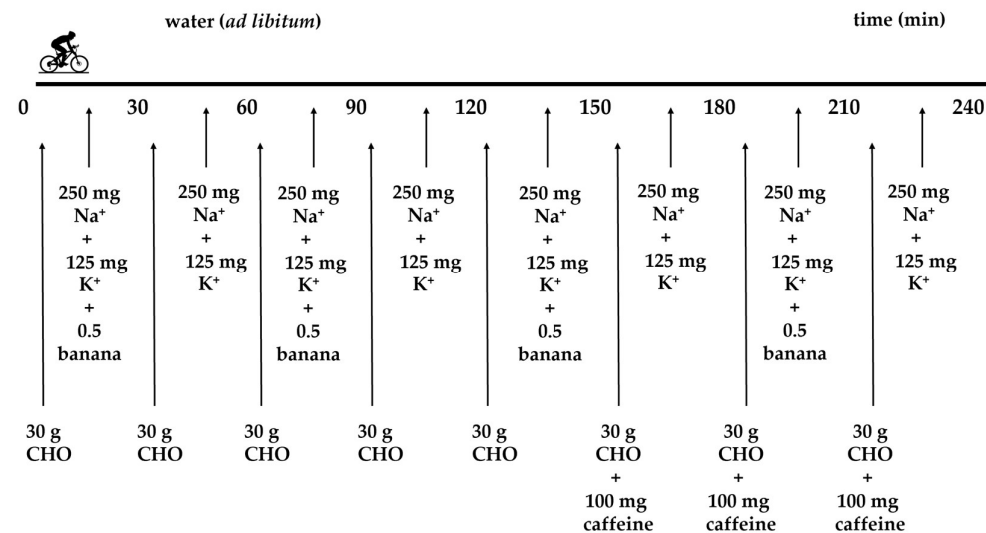 water (ad libitum)
time (min)
0 30 60 90 120 150 180 210 240
250 mg
Na⁺
+
125 mg
K⁺
+
0.5
banana
250 mg
Na⁺
+
125 mg
K⁺
250 mg
Na⁺
+
125 mg
K⁺
+
0.5
banana
250 mg
Na⁺
+
125 mg
K⁺
250 mg
Na⁺
+
125 mg
K⁺
+
0.5
banana
250 mg
Na⁺
+
125 mg
K⁺
250 mg
Na⁺
+
125 mg
K⁺
+
0.5
banana
250 mg
Na⁺
+
125 mg
K⁺
30 g
CHO
30 g
CHO
30 g
CHO
30 g
CHO
30 g
CHO
30 g
CHO
+
100 mg
caffeine
30 g
CHO
+
100 mg
caffeine
30 g
CHO
+
100 mg
caffeine